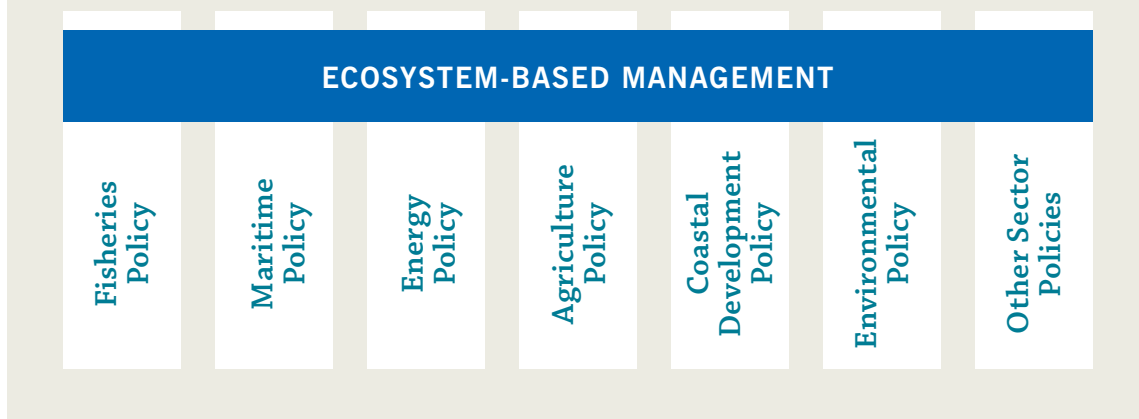 ECOSYSTEM-BASED MANAGEMENT
Fisheries
Policy
Maritime
Policy
Energy
Policy
Agriculture
Policy
Coastal
Development
Policy
Environmental
Policy
Other Sector
Policies